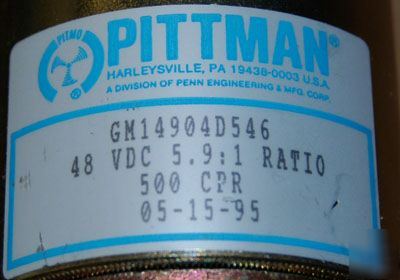 PITMO
PITTMAN®
HARLEYSVILLE, PA 19438-0003 U.S.A.
A DIVISION OF PENN ENGINEERING & MFG. CORP.
GM14904D546
48 VDC 5.9:1 RATIO
500 CPR
05-15-95